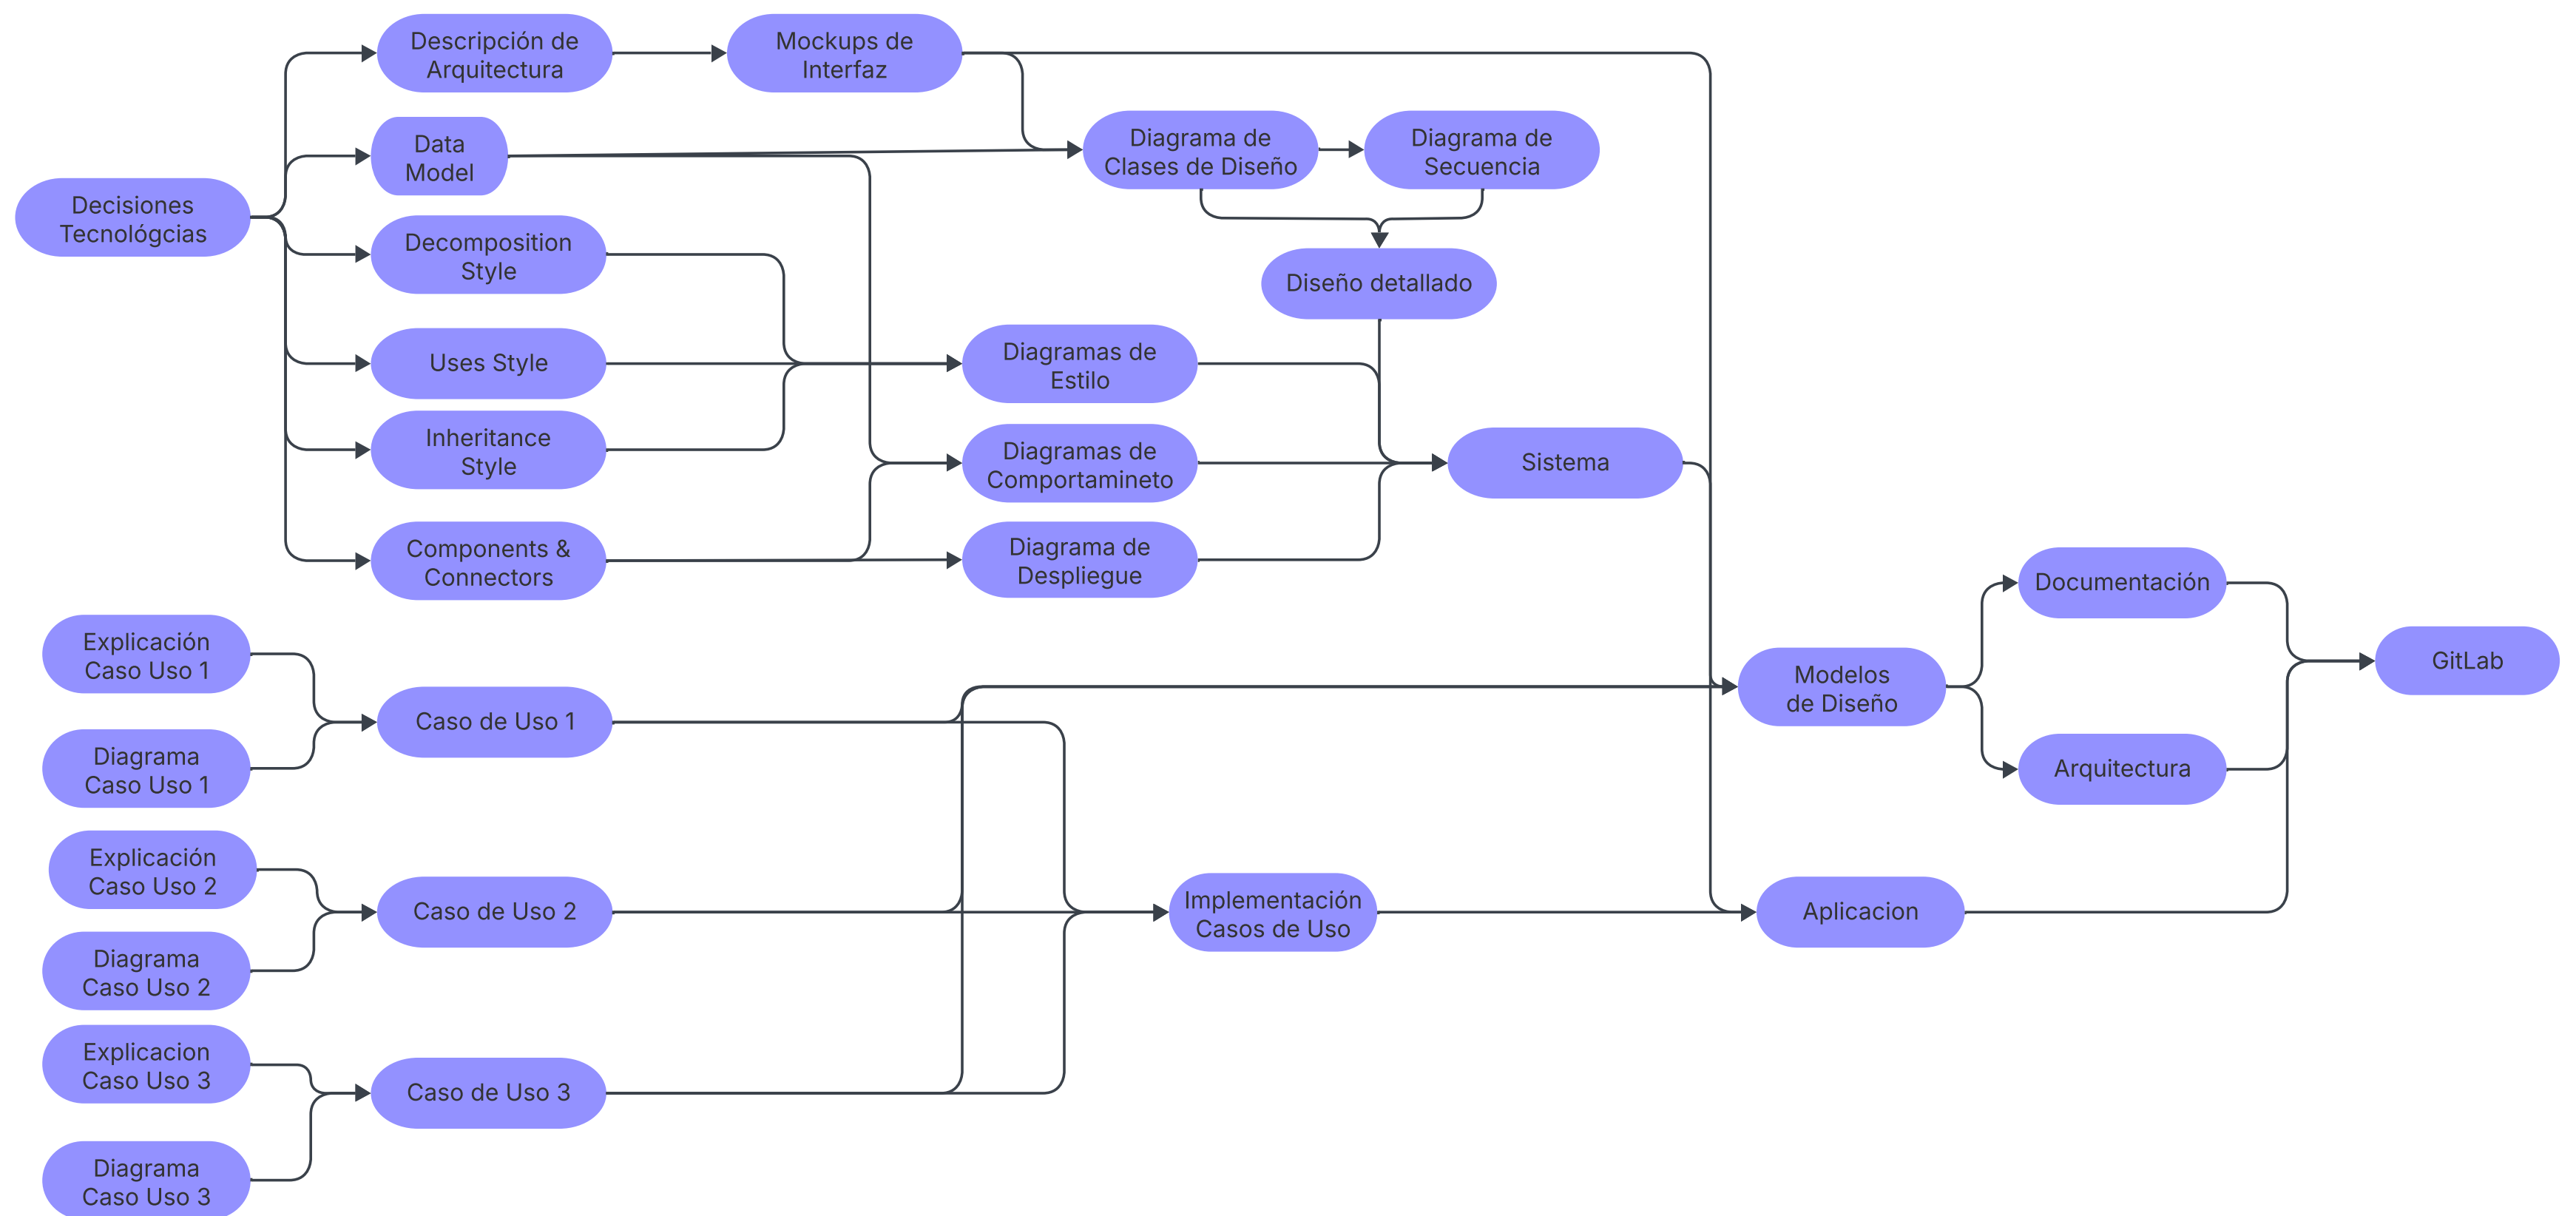 Descripción de
Arquitectura
Mockups de
Interfaz
Data
Model
Diagrama de
Clases de Diseño
Diagrama de
Secuencia
Decisiones
Tecnológcias
Decomposition
Style
Diseño detallado
Uses Style
Diagramas de
Estilo
Inheritance
Style
Diagramas de
Comportamineto
Sistema
Components &
Connectors
Diagrama de
Despliegue
Documentación
Explicación
Caso Uso 1
GitLab
Modelos
de Diseño
Caso de Uso 1
Diagrama
Caso Uso 1
Arquitectura
Explicación
Caso Uso 2
Caso de Uso 2
Implementación
Casos de Uso
Aplicacion
Diagrama
Caso Uso 2
Explicacion
Caso Uso 3
Caso de Uso 3
Diagrama
Caso Uso 3